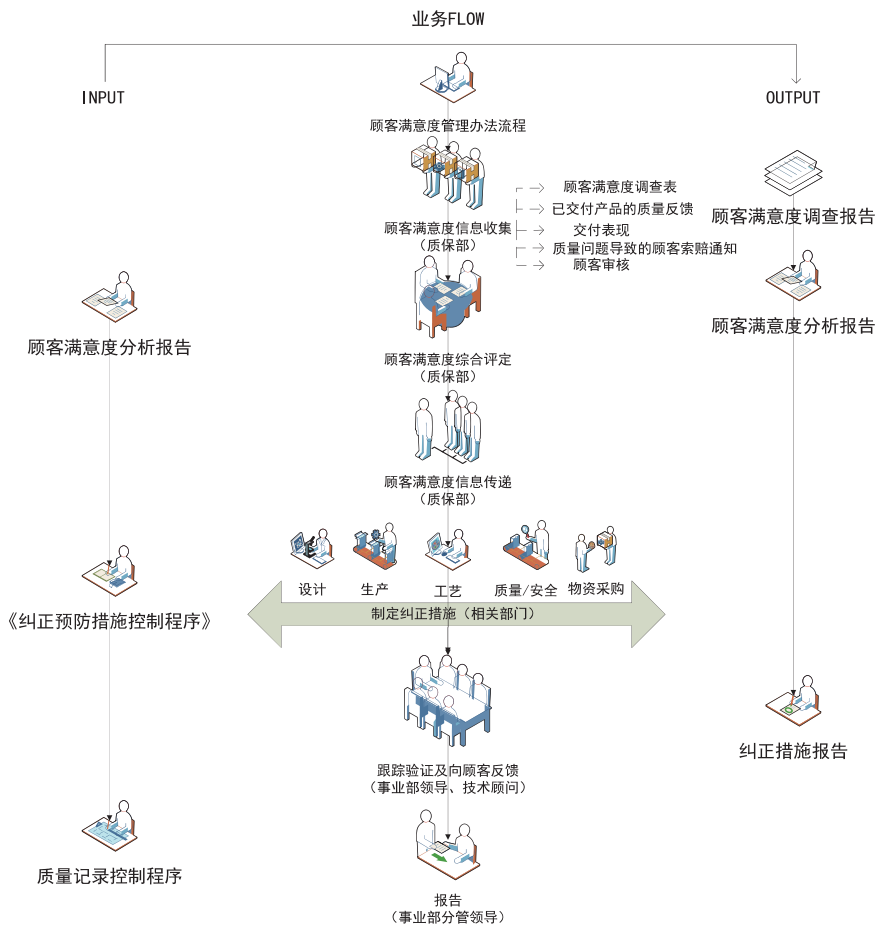 业务FLOW
INPUT
OUTPUT
顾客满意度管理办法流程
顾客满意度调查表
已交付产品的质量反馈
交付表现
质量问题导致的顾客索赔通知
顾客审核
顾客满意度信息收集
（质保部）
顾客满意度调查报告
顾客满意度分析报告
顾客满意度分析报告
顾客满意度综合评定
（质保部）
顾客满意度信息传递
（质保部）
设计
生产
工艺
质量/安全
物资采购
制定纠正措施（相关部门）
《纠正预防措施控制程序》
纠正措施报告
跟踪验证及向顾客反馈
（事业部领导、技术顾问）
质量记录控制程序
报告
（事业部分管领导）